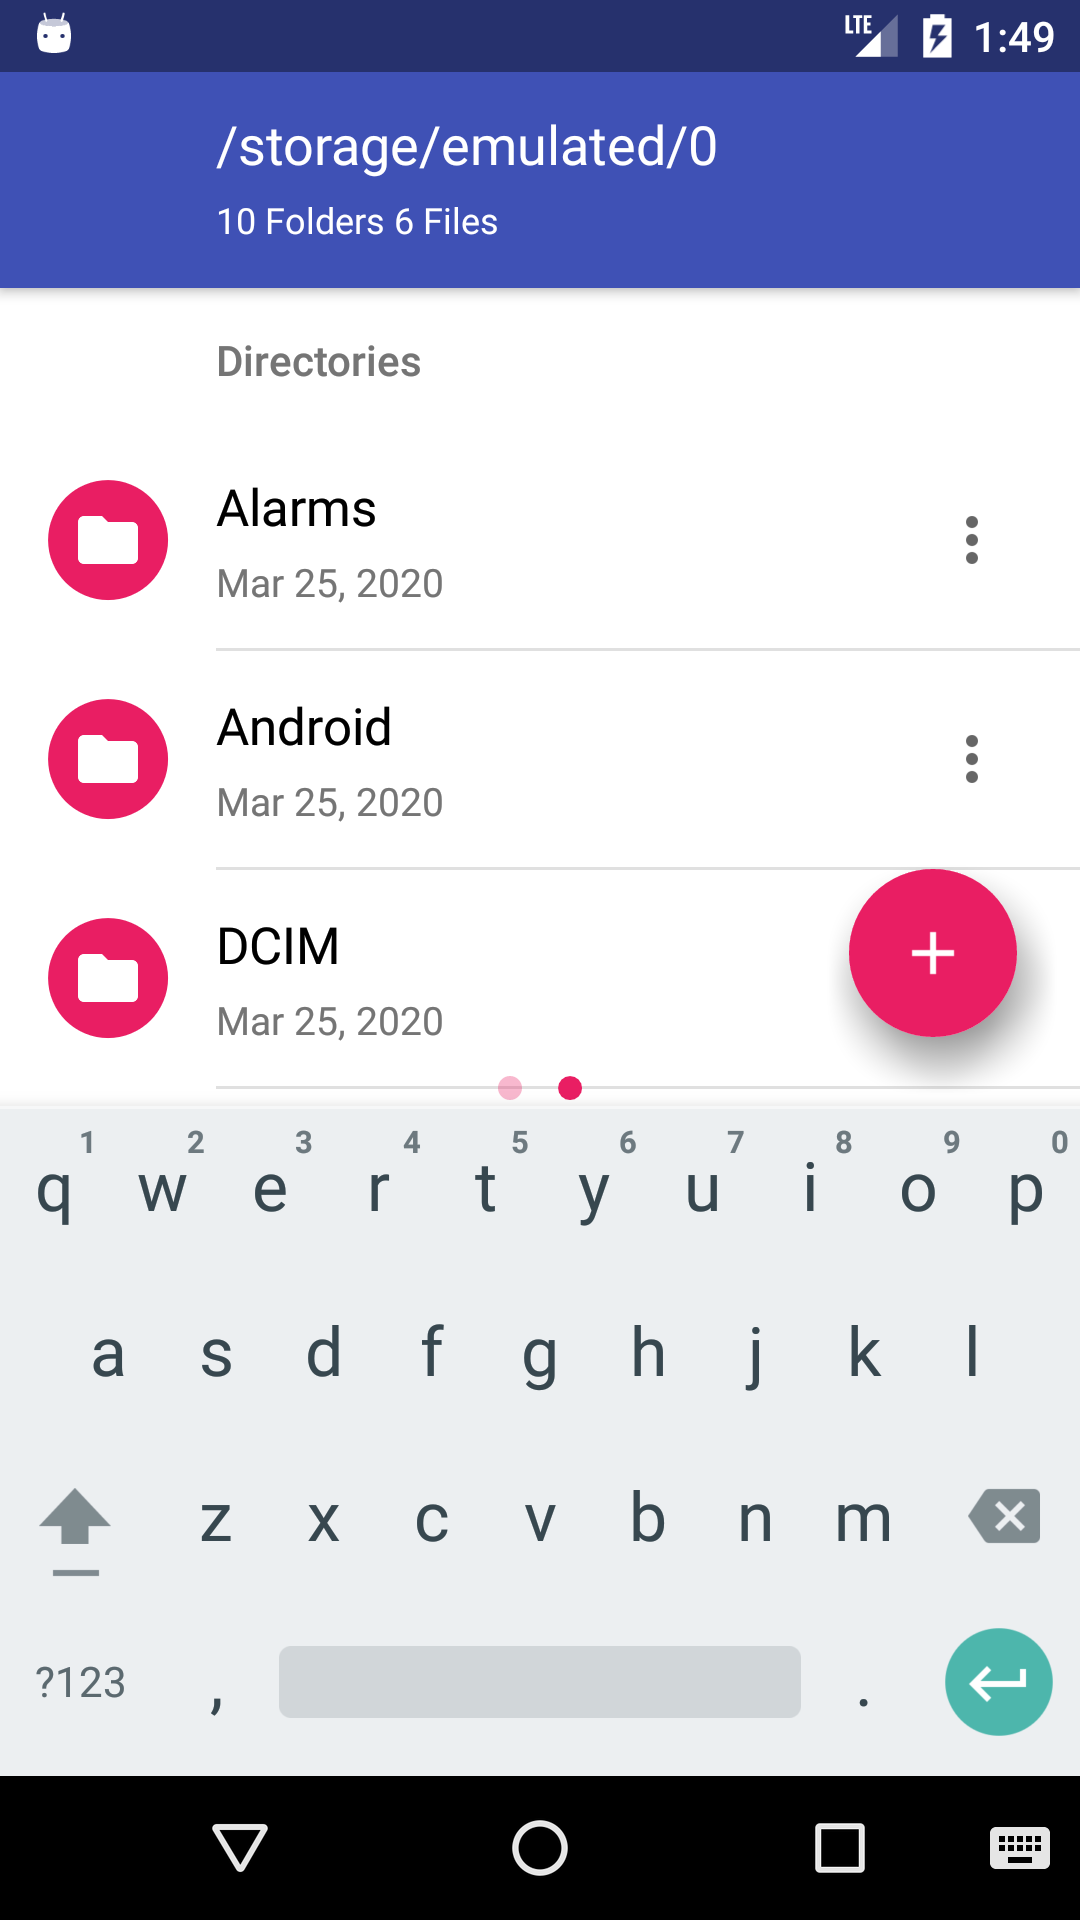 LTE 1:49
/storage/emulated/0
10 Folders 6 Files
Directories
Alarms
Mar 25, 2020
Android
Mar 25, 2020
DCIM
Mar 25, 2020
1 2 3 4 5 6 7 8 9 0
q w e r t y u i o p
a s d f g h j k l
z x c v b n m
?123 , .